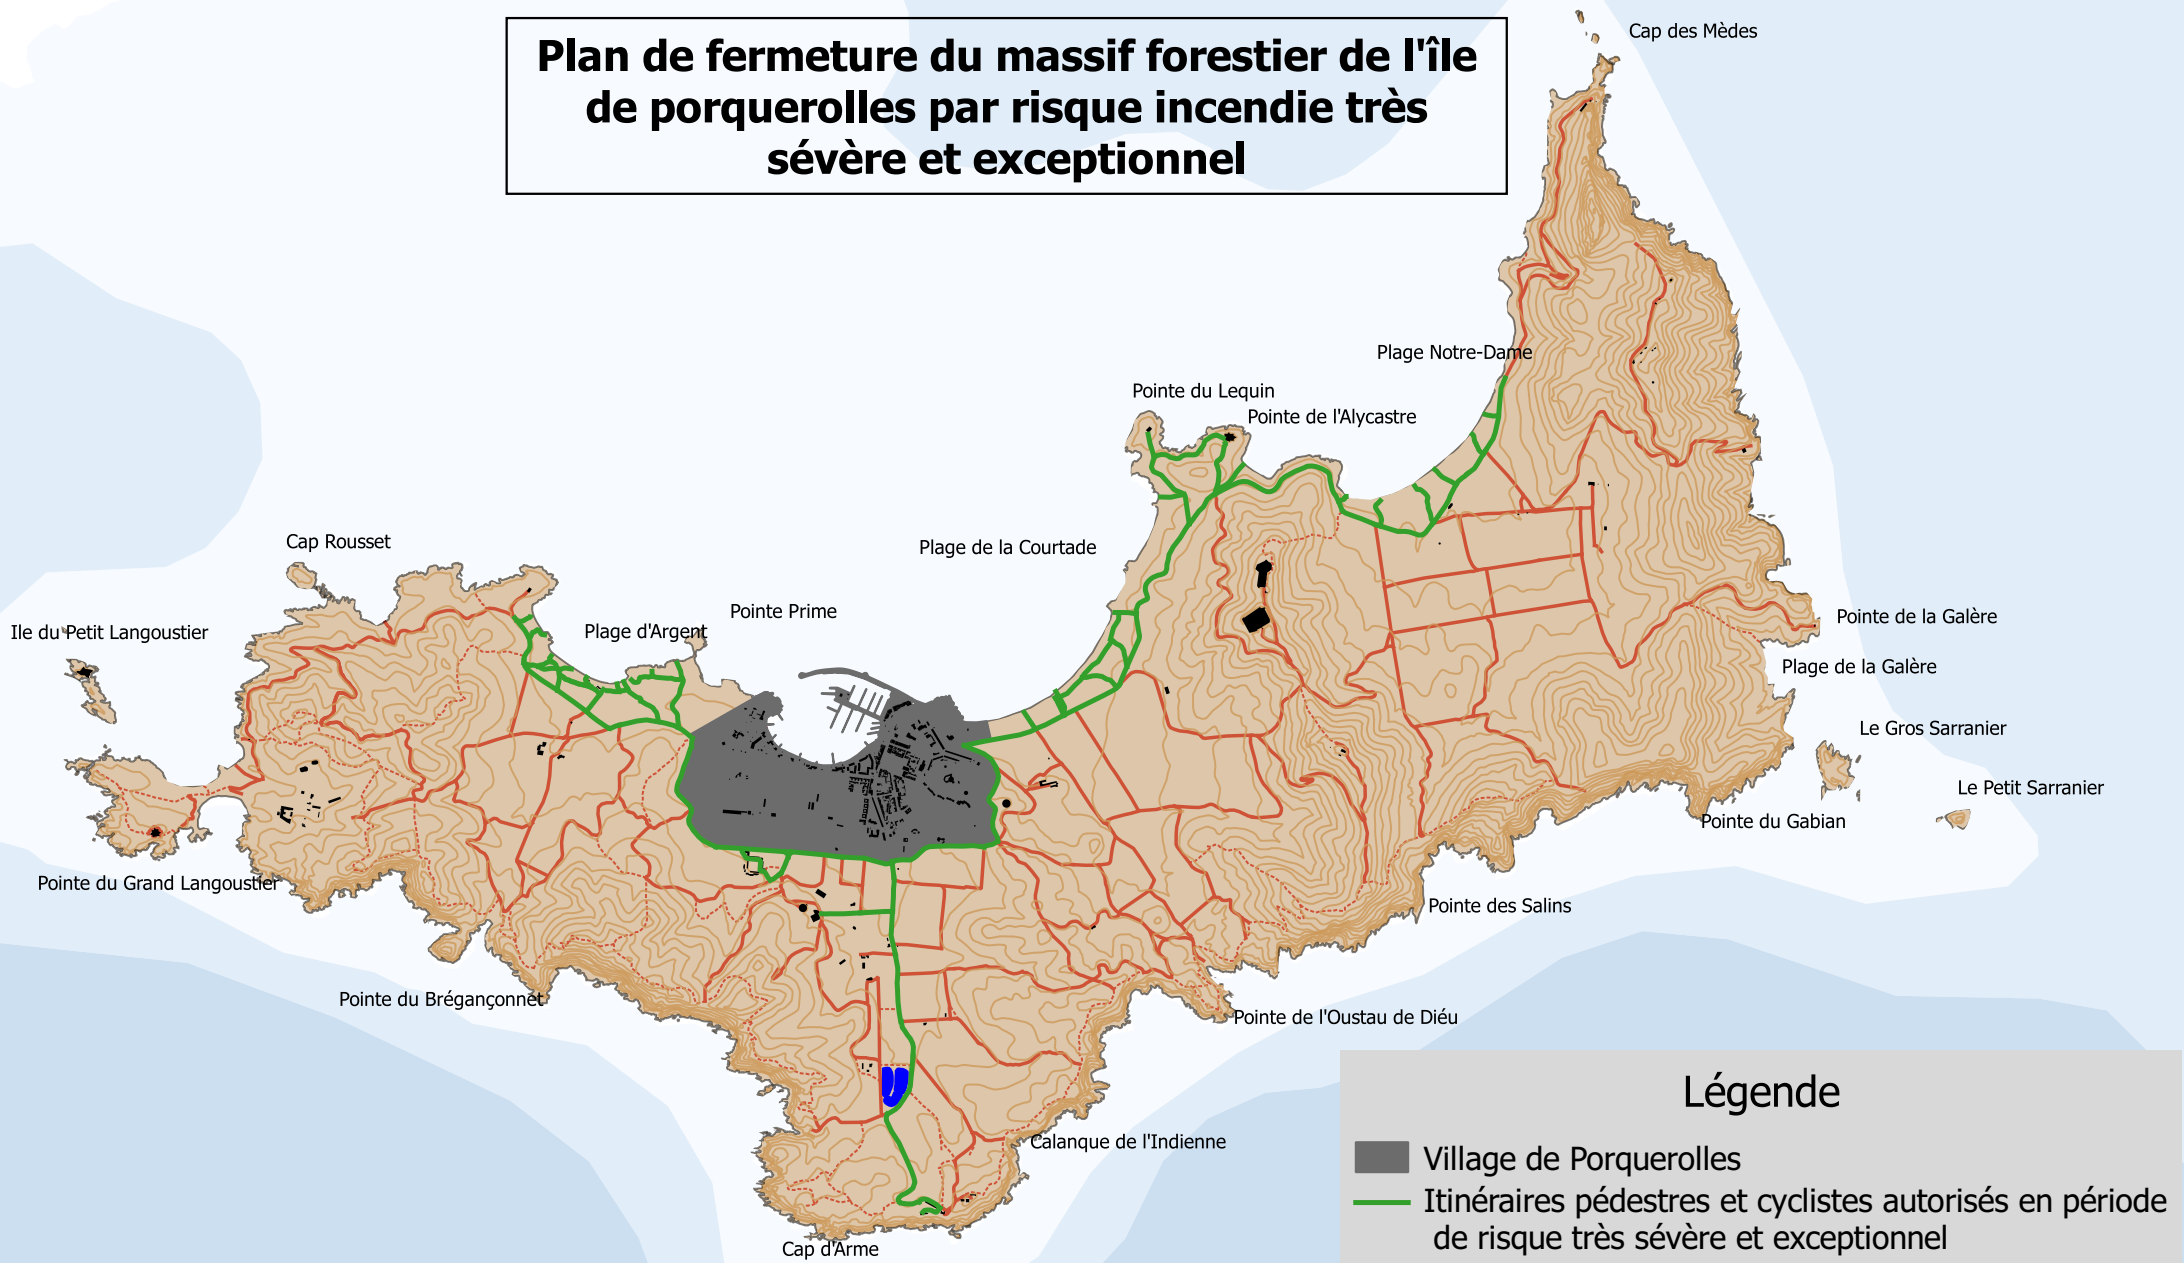 Plan de fermeture du massif forestier de l'île
de porquerolles par risque incendie très
sévère et exceptionnel
Cap des Mèdes
Plage Notre-Dame
Pointe du Lequin
Pointe de l'Alycastre
Cap Rousset
Plage de la Courtade
Pointe Prime
Plage d'Argent
Ile du Petit Langoustier
Pointe de la Galère
Plage de la Galère
Le Gros Sarranier
Le Petit Sarranier
Pointe du Gabian
Pointe du Grand Langoustier
Pointe des Salins
Pointe du Brégançonnet
Pointe de l'Oustau de Diéu
Calanque de l'Indienne
Cap d'Arme
Légende
Village de Porquerolles
Itinéraires pédestres et cyclistes autorisés en période
de risque très sévère et exceptionnel